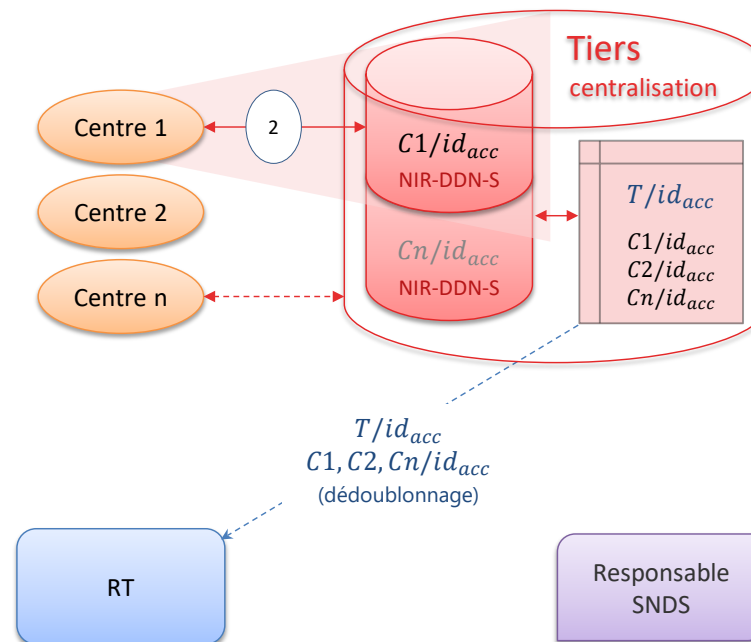 Tiers
centralisation
Centre 1
2
C1/id_acc
NIR-DDN-S
Centre 2
T/id_acc
C1/id_acc
C2/id_acc
Cn/id_acc
Cn/id_acc
NIR-DDN-S
Centre n
T/id_acc
C1, C2, Cn/id_acc
(dédoublonnage)
RT
Responsable
SNDS